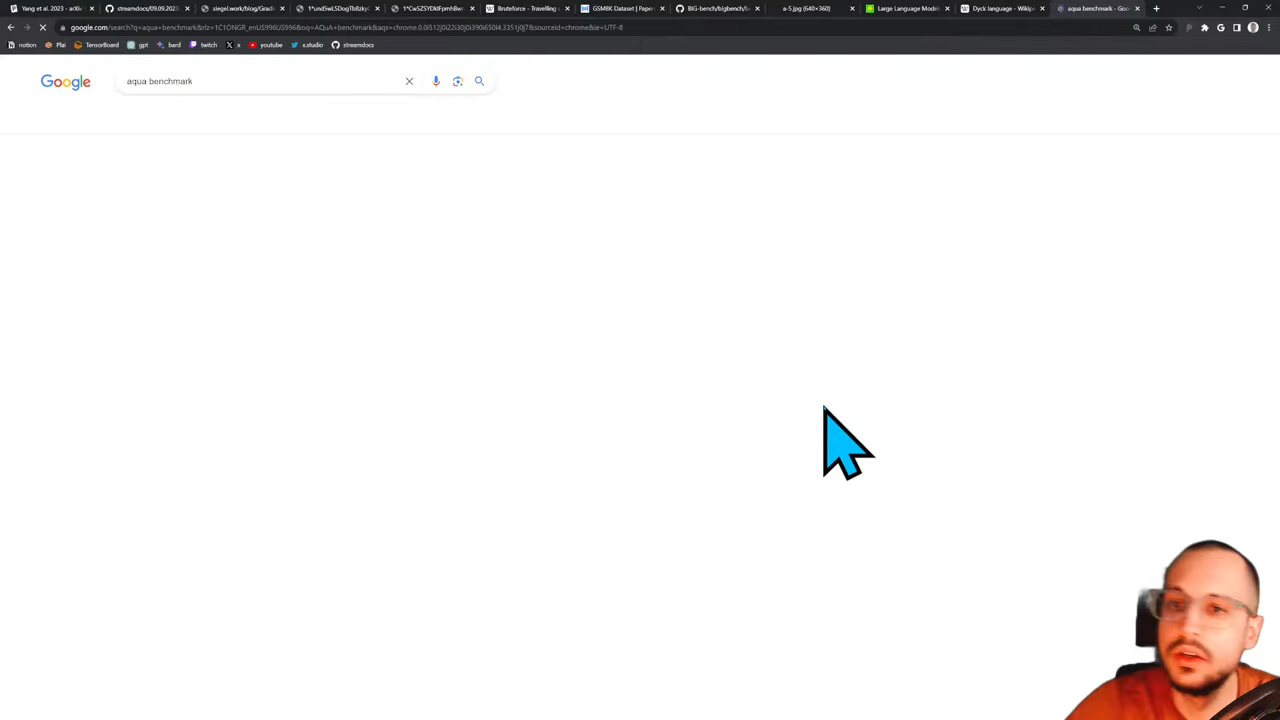 Yang et al. 2023 - arXiv
streamdocs/09.09.2023
siegel.work/blog/Gradi
Bruteforce - Travelling
GSM8K Dataset | Paper
BIG-bench/bigbench/b
a-5.jpg (640×360)
Large Language Model
Dyck language - Wikip
aqua benchmark - Goo
notion
Plai
TensorBoard
gpt
bard
twitch
x
youtube
x.studio
streamdocs
Google
aqua benchmark